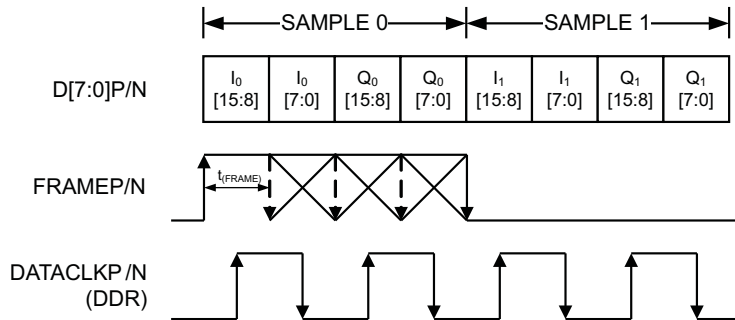 SAMPLE 0 SAMPLE 1
D[7:0]P/N
I₀ I₀ Q₀ Q₀ I₁ I₁ Q₁ Q₁
[15:8] [7:0] [15:8] [7:0] [15:8] [7:0] [15:8] [7:0]
t(FRAME)
FRAMEP/N
DATACLKP/N
(DDR)